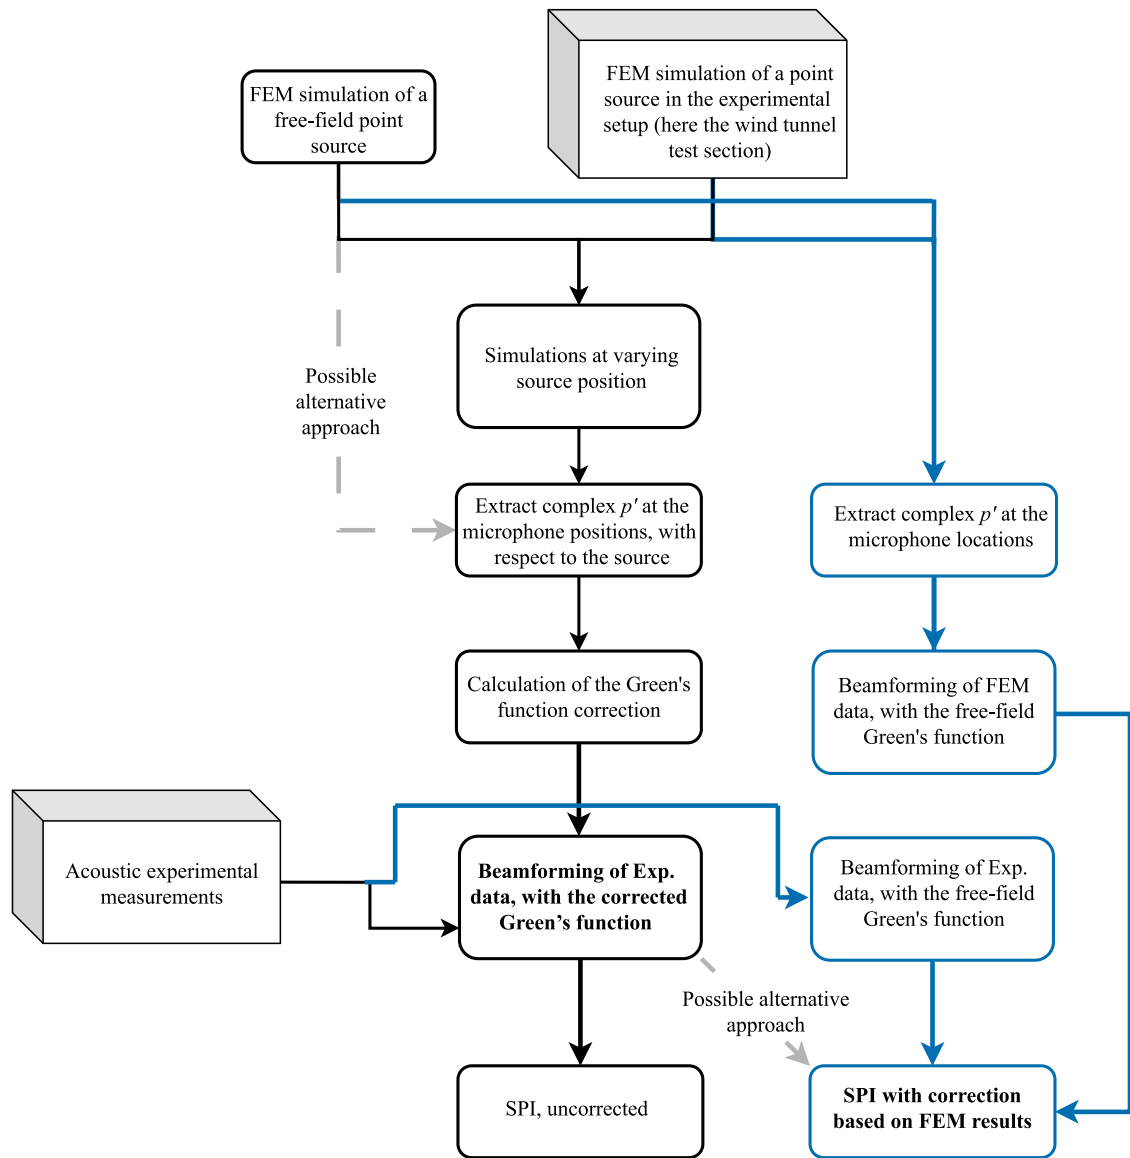 FEM simulation of a
free-field point
source
FEM simulation of a point
source in the experimental
setup (here the wind tunnel
test section)
Simulations at varying
source position
Possible
alternative
approach
Extract complex p' at the
microphone positions, with
respect to the source
Extract complex p' at the
microphone locations
Calculation of the Green's
function correction
Beamforming of FEM
data, with the free-field
Green's function
Acoustic experimental
measurements
Beamforming of Exp.
data, with the corrected
Green’s function
Beamforming of Exp.
data, with the free-field
Green's function
Possible alternative
approach
SPI, uncorrected
SPI with correction
based on FEM results